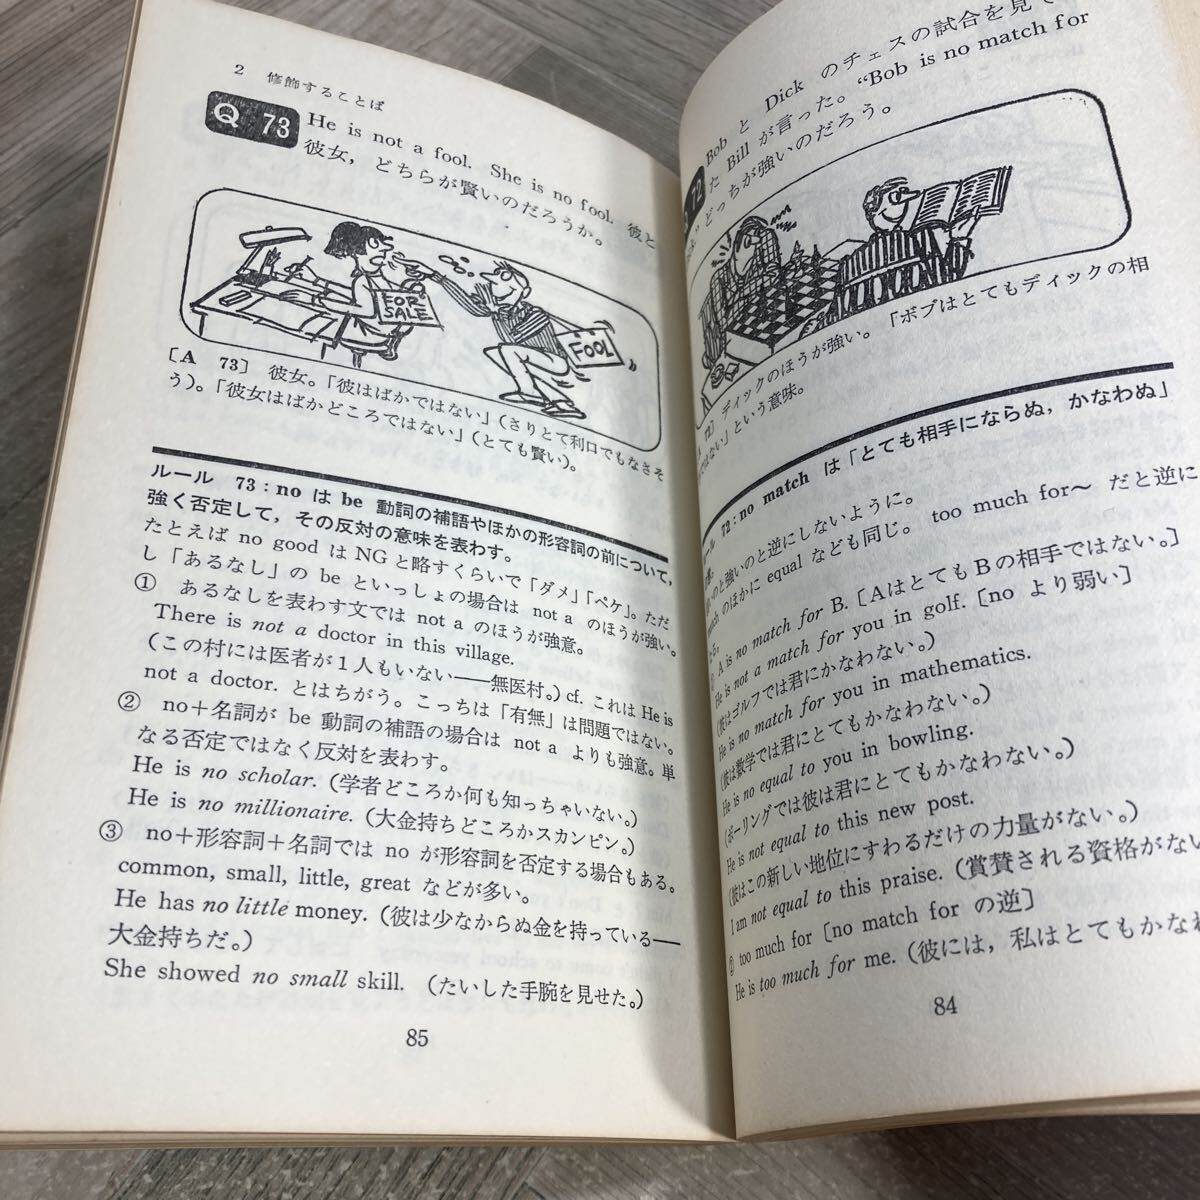 2 修飾することば
Q 73
He is not a fool. She is no fool. 彼と
彼女，どちらが賢いのだろうか。
FOR SALE
FOOL
［A 73］ 彼女。「彼はばかではない」（さりとて利口でもなさそ
う）。「彼女はばかどころではない」（とても賢い）。
ルール 73：no は be 動詞の補語やほかの形容詞の前について，
強く否定して，その反対の意味を表わす。
たとえば no good は NG と略すくらいで「ダメ」「ペケ」。ただ
し「あるなし」の be といっしょの場合は not a のほうが強い。
① あるなしを表わす文では not a のほうが強意。
There is not a doctor in this village.
（この村には医者が１人もいない——無医村。）cf. これは He is
not a doctor. とはちがう。こっちは「有無」は問題ではない。
② no＋名詞が be 動詞の補語の場合は not a よりも強意。単
なる否定ではなく反対を表わす。
He is no scholar. （学者どころか何も知っちゃいない。）
He is no millionaire. （大金持ちどころかスカンピン。）
③ no＋形容詞＋名詞では no が形容詞を否定する場合もある。
common, small, little, great などが多い。
He has no little money. （彼は少なからぬ金を持っている——
大金持ちだ。）
She showed no small skill. （たいした手腕を見せた。）
85
Bob と Dick のチェスの試合を見て
た Bill が言った。“Bob is no match for
どっちが強いのだろう。
72
72］ ディックのほうが強い。「ボブはとてもディックの相
ではない」という意味。
ル 72：no match は「とても相手にならぬ，かなわぬ」
いのと強いのと逆にしないように。
match のほかに equal なども同じ。 too much for～ だと逆に
A is no match for B. ［A はとても B の相手ではない。］
He is not a match for you in golf. ［no より弱い］
（彼はゴルフでは君にかなわない。）
He is no match for you in mathematics.
（彼は数学では君にとてもかなわない。）
He is no equal to you in bowling.
（ボーリングでは彼は君にとてもかなわない。）
He is not equal to this new post.
（彼はこの新しい地位にすわるだけの力量がない。）
I am not equal to this praise. （賞賛される資格がない
② too much for ［no match for の逆］
He is too much for me. （彼には，私はとてもかなわ
84